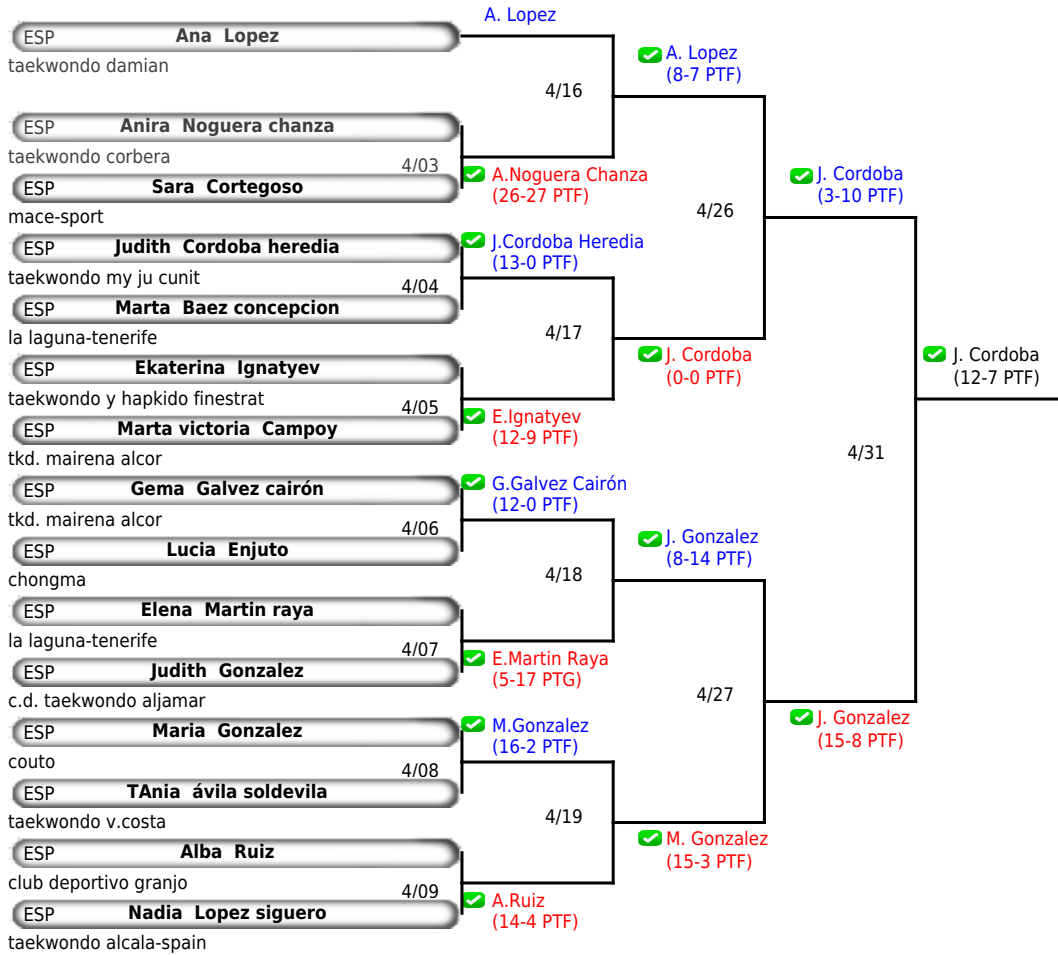 A. Lopez
ESP Ana Lopez
taekwondo damian
A. Lopez
(8-7 PTF)
4/16
ESP Anira Noguera chanza
taekwondo corbera
4/03
ESP Sara Cortegoso
mace-sport
A.Noguera Chanza
(26-27 PTF)
J. Cordoba
(3-10 PTF)
4/26
ESP Judith Cordoba heredia
taekwondo my ju cunit
J.Cordoba Heredia
(13-0 PTF)
4/04
ESP Marta Baez concepcion
la laguna-tenerife
4/17
J. Cordoba
(0-0 PTF)
J. Cordoba
(12-7 PTF)
ESP Ekaterina Ignatyev
taekwondo y hapkido finestrat
4/05
ESP Marta victoria Campoy
tkd. mairena alcor
E.Ignatyev
(12-9 PTF)
4/31
ESP Gema Galvez cairón
tkd. mairena alcor
G.Galvez Cairón
(12-0 PTF)
4/06
ESP Lucia Enjuto
chongma
J. Gonzalez
(8-14 PTF)
4/18
ESP Elena Martin raya
la laguna-tenerife
4/07
ESP Judith Gonzalez
c.d. taekwondo aljamar
E.Martin Raya
(5-17 PTG)
4/27
J. Gonzalez
(15-8 PTF)
ESP Maria Gonzalez
couto
M.Gonzalez
(16-2 PTF)
4/08
ESP TAnia ávila soldevila
taekwondo v.costa
4/19
M. Gonzalez
(15-3 PTF)
ESP Alba Ruiz
club deportivo granjo
4/09
ESP Nadia Lopez siguero
taekwondo alcala-spain
A.Ruiz
(14-4 PTF)